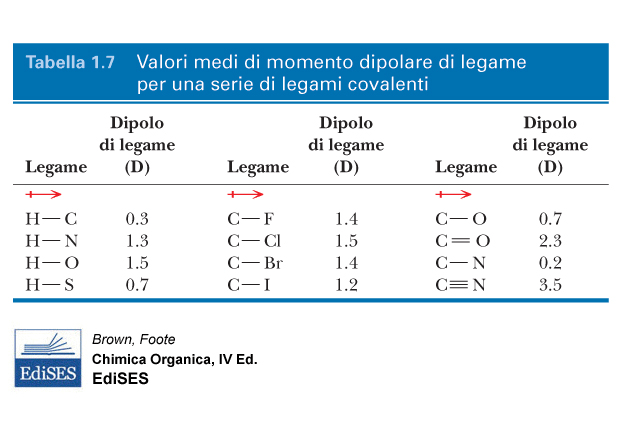 Tabella 1.7 Valori medi di momento dipolare di legame
per una serie di legami covalenti
Dipolo Dipolo Dipolo
di legame di legame di legame
Legame (D) Legame (D) Legame (D)
H—C 0.3 C—F 1.4 C—O 0.7
H—N 1.3 C—Cl 1.5 C=O 2.3
H—O 1.5 C—Br 1.4 C—N 0.2
H—S 0.7 C—I 1.2 C≡N 3.5
Brown, Foote
Chimica Organica, IV Ed.
EdiSES
EdiSES